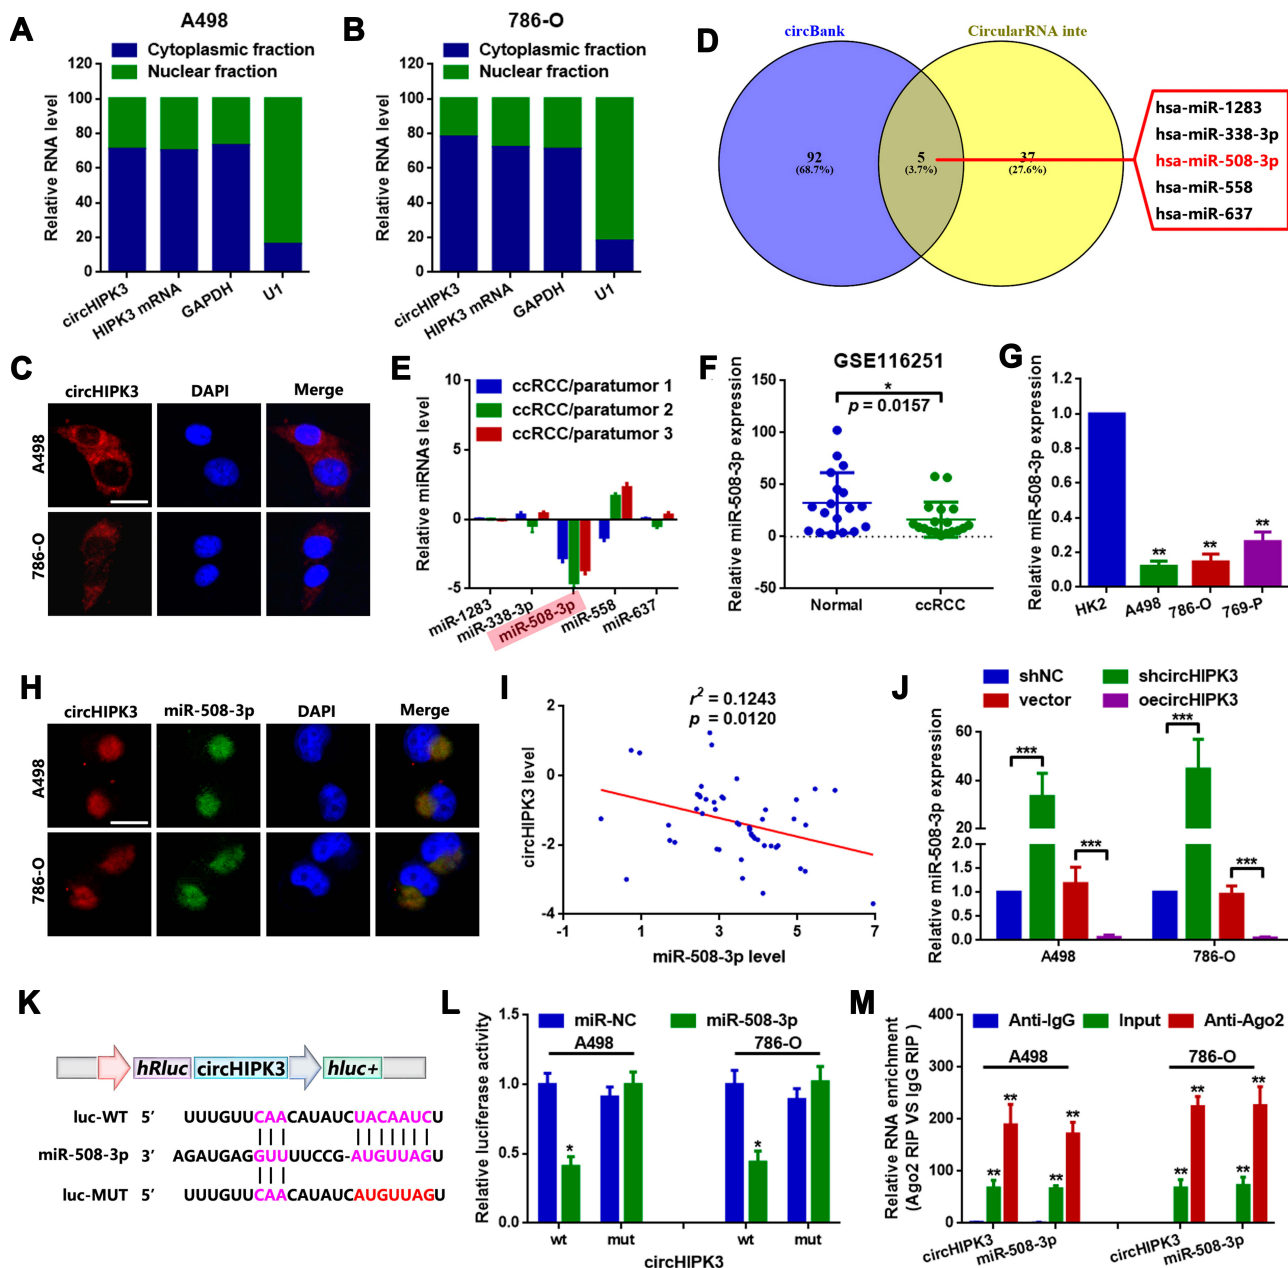 A
A498
Cytoplasmic fraction
Nuclear fraction
Relative RNA level
120
100
80
60
40
20
0
circHIPK3
HIPK3 mRNA
GAPDH
U1
B
786-O
Cytoplasmic fraction
Nuclear fraction
Relative RNA level
120
100
80
60
40
20
0
circHIPK3
HIPK3 mRNA
GAPDH
U1
D
circBank
CircularRNA inte
92
(68.7%)
5
(3.7%)
37
(27.6%)
hsa-miR-1283
hsa-miR-338-3p
hsa-miR-508-3p
hsa-miR-558
hsa-miR-637
C
circHIPK3
DAPI
Merge
A498
786-O
E
ccRCC/paratumor 1
ccRCC/paratumor 2
ccRCC/paratumor 3
Relative miRNAs level
10
5
0
-5
miR-1283
miR-338-3p
miR-508-3p
miR-558
miR-637
F
GSE116251
*
p = 0.0157
Relative miR-508-3p expression
150
100
50
0
-50
Normal
ccRCC
G
Relative miR-508-3p expression
1.2
1.0
0.8
0.6
0.4
0.2
0.0
**
**
**
HK2
A498
786-O
769-P
H
circHIPK3
miR-508-3p
DAPI
Merge
A498
786-O
I
r2 = 0.1243
p = 0.0120
circHIPK3 level
2
0
-2
-4
-1
1
3
5
7
miR-508-3p level
J
shNC
shcircHIPK3
vector
oecircHIPK3
Relative miR-508-3p expression
60
40
20
2.0
1.5
1.0
0.5
0.0
***
***
***
***
A498
786-O
K
hRluc
circHIPK3
hluc+
luc-WT 5′ UUUGUUCAACAUAUCUACAAUCU
miR-508-3p 3′ AGAUGAGGUUUUCCG-AUGUUAGU
luc-MUT 5′ UUUGUUCAACAUAUCAUGUUAGU
L
miR-NC
miR-508-3p
A498
786-O
Relative luciferase activity
1.5
1.0
0.5
0.0
*
*
wt
mut
wt
mut
circHIPK3
M
Anti-IgG
Input
Anti-Ago2
A498
786-O
Relative RNA enrichment
(Ago2 RIP VS IgG RIP )
400
300
200
100
0
**
**
**
**
**
**
**
**
circHIPK3
miR-508-3p
circHIPK3
miR-508-3p